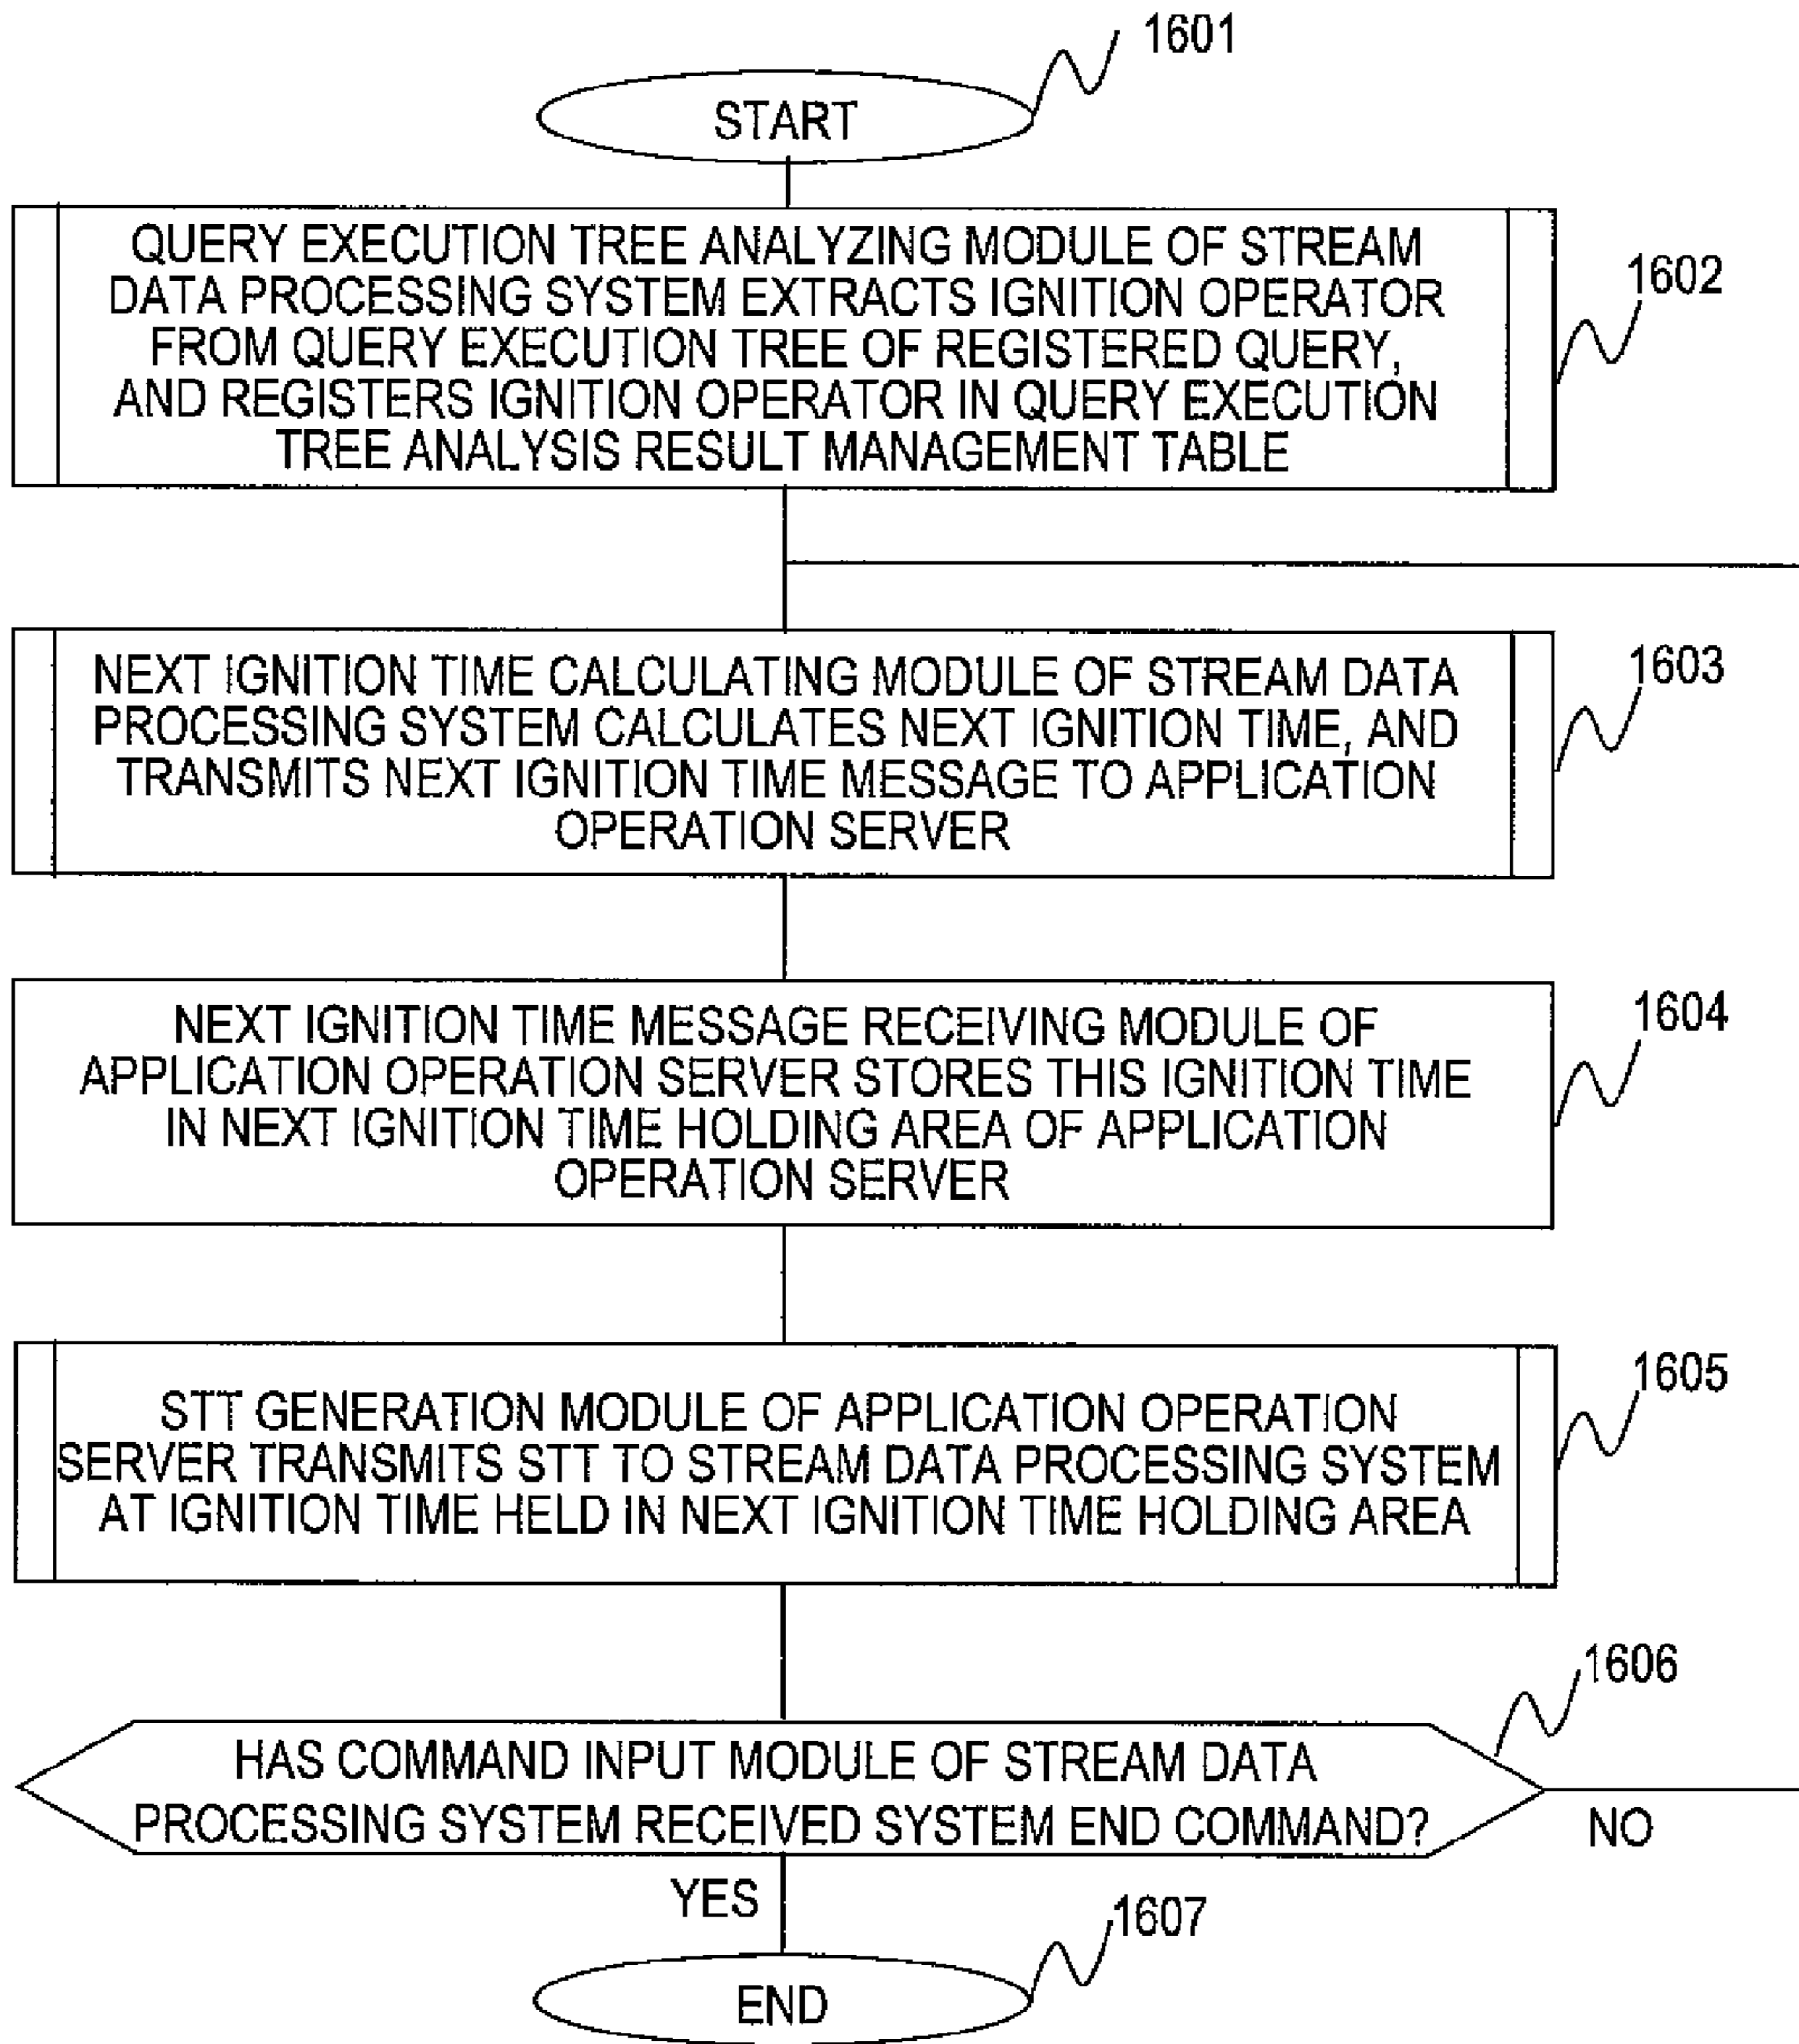 1601
START
QUERY EXECUTION TREE ANALYZING MODULE OF STREAM
DATA PROCESSING SYSTEM EXTRACTS IGNITION OPERATOR
FROM QUERY EXECUTION TREE OF REGISTERED QUERY,
AND REGISTERS IGNITION OPERATOR IN QUERY EXECUTION
TREE ANALYSIS RESULT MANAGEMENT TABLE
1602
NEXT IGNITION TIME CALCULATING MODULE OF STREAM DATA
PROCESSING SYSTEM CALCULATES NEXT IGNITION TIME, AND
TRANSMITS NEXT IGNITION TIME MESSAGE TO APPLICATION
OPERATION SERVER
1603
NEXT IGNITION TIME MESSAGE RECEIVING MODULE OF
APPLICATION OPERATION SERVER STORES THIS IGNITION TIME
IN NEXT IGNITION TIME HOLDING AREA OF APPLICATION
OPERATION SERVER
1604
STT GENERATION MODULE OF APPLICATION OPERATION
SERVER TRANSMITS STT TO STREAM DATA PROCESSING SYSTEM
AT IGNITION TIME HELD IN NEXT IGNITION TIME HOLDING AREA
1605
1606
HAS COMMAND INPUT MODULE OF STREAM DATA
PROCESSING SYSTEM RECEIVED SYSTEM END COMMAND?
NO
YES
1607
END